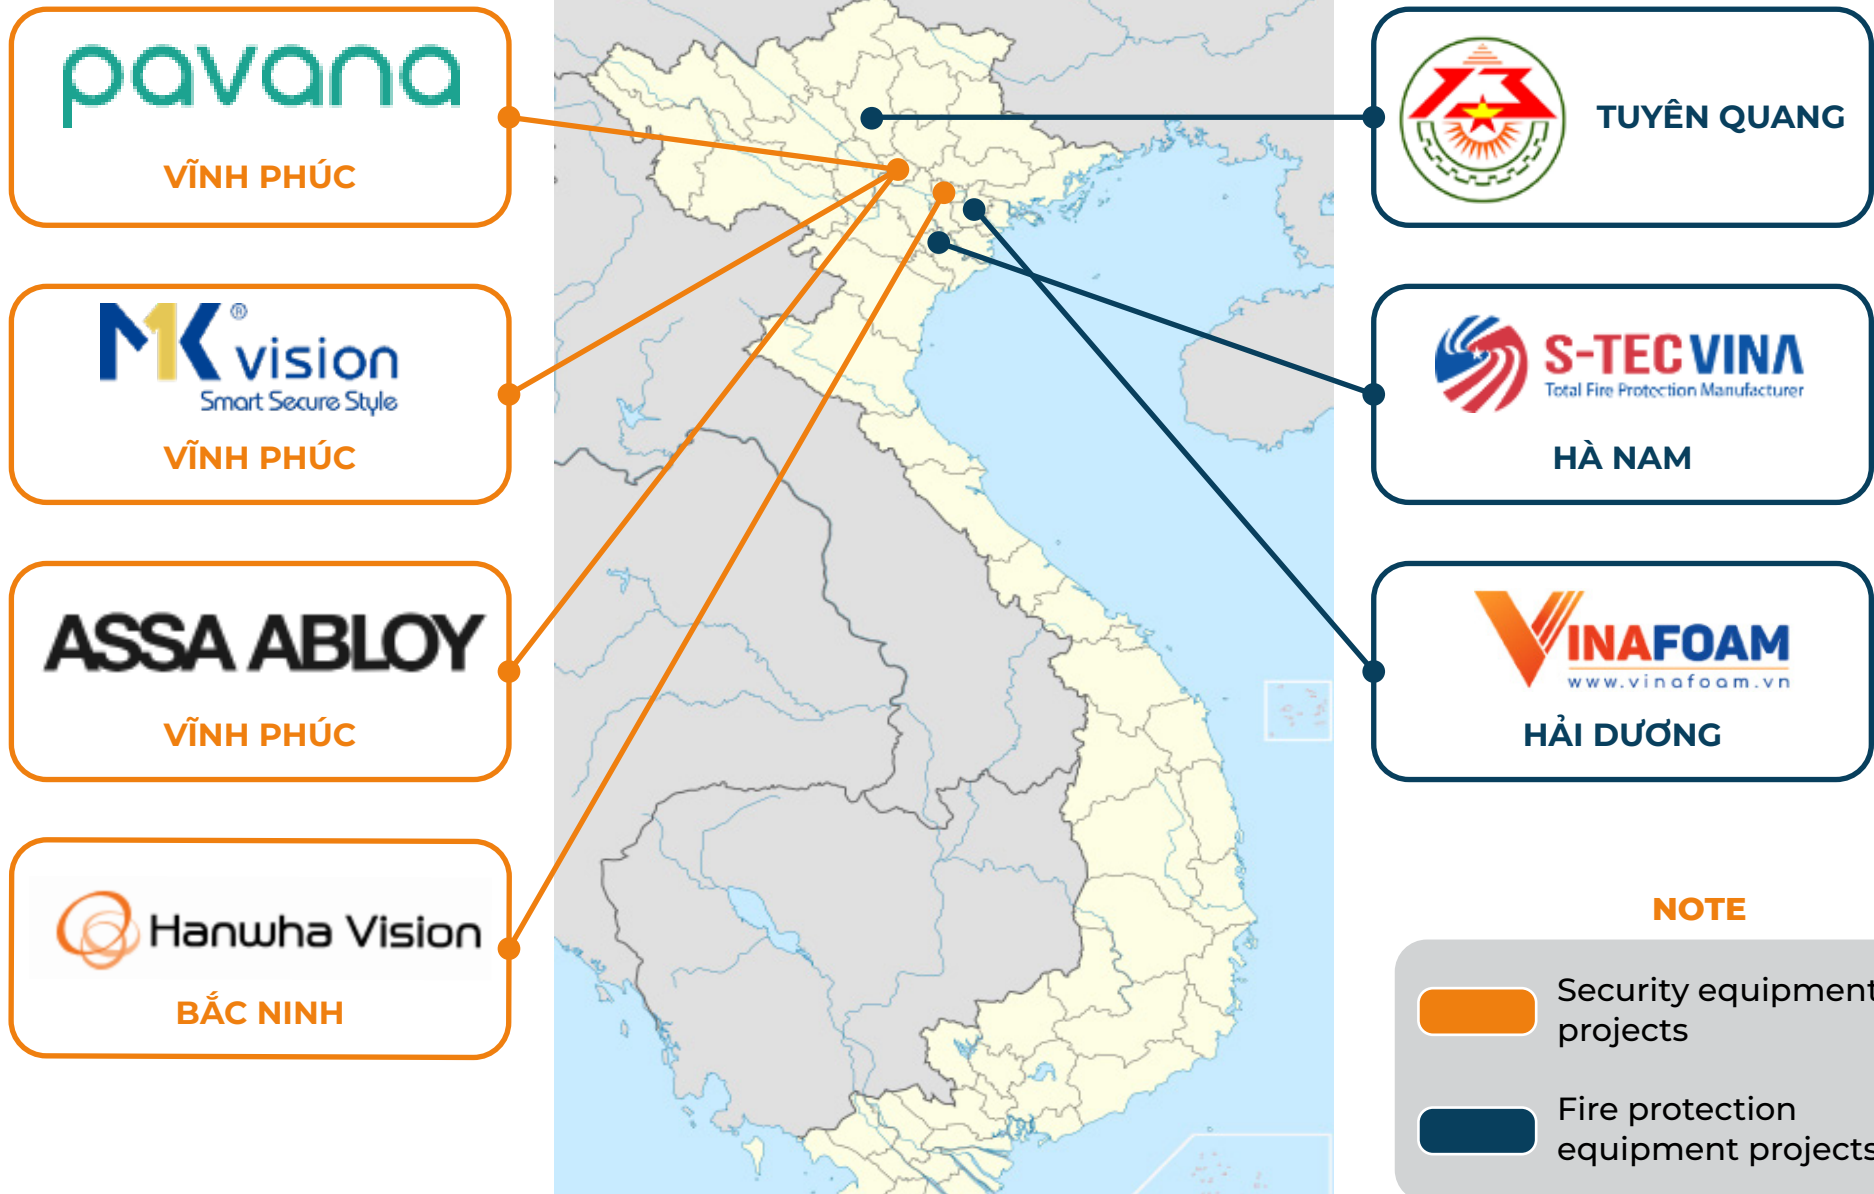 pavana
VĨNH PHÚC
MK® vision
Smart Secure Style
VĨNH PHÚC
ASSA ABLOY
VĨNH PHÚC
Hanwha Vision
BẮC NINH
TUYÊN QUANG
S-TEC VINA
Total Fire Protection Manufacturer
HÀ NAM
VINAFOAM
www.vinafoam.vn
HẢI DƯƠNG
NOTE
Security equipment
projects
Fire protection
equipment projects